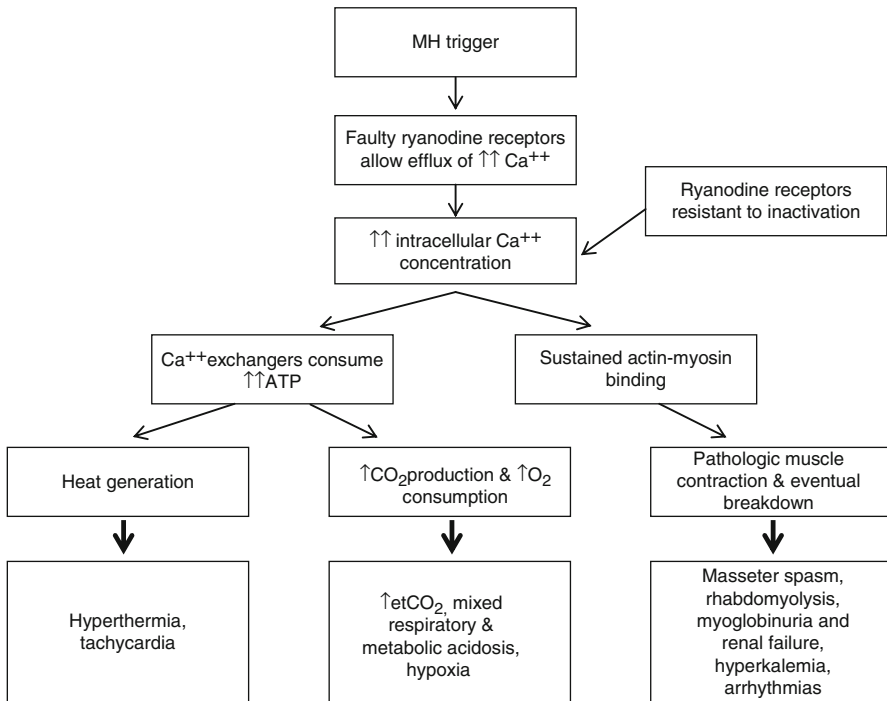 MH trigger
Faulty ryanodine receptors
allow efflux of ↑↑ Ca++
Ryanodine receptors
resistant to inactivation
↑↑ intracellular Ca++
concentration
Ca++exchangers consume
↑↑ATP
Sustained actin-myosin
binding
Heat generation
↑CO2production & ↑O2
consumption
Pathologic muscle
contraction & eventual
breakdown
Hyperthermia,
tachycardia
↑etCO2, mixed
respiratory &
metabolic acidosis,
hypoxia
Masseter spasm,
rhabdomyolysis,
myoglobinuria and
renal failure,
hyperkalemia,
arrhythmias